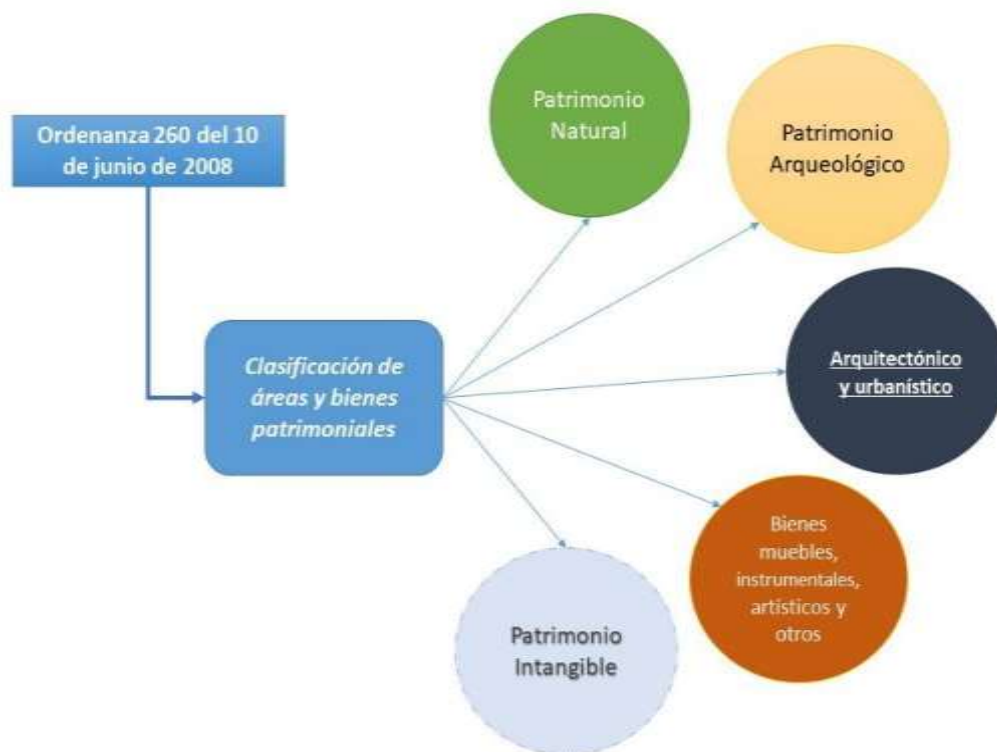 Ordenanza 260 del 10
de junio de 2008
Clasificación de
áreas y bienes
patrimoniales
Patrimonio
Natural
Patrimonio
Arqueológico
Arquitectónico
y urbanístico
Bienes
muebles,
instrumentales,
artísticos y
otros
Patrimonio
Intangible